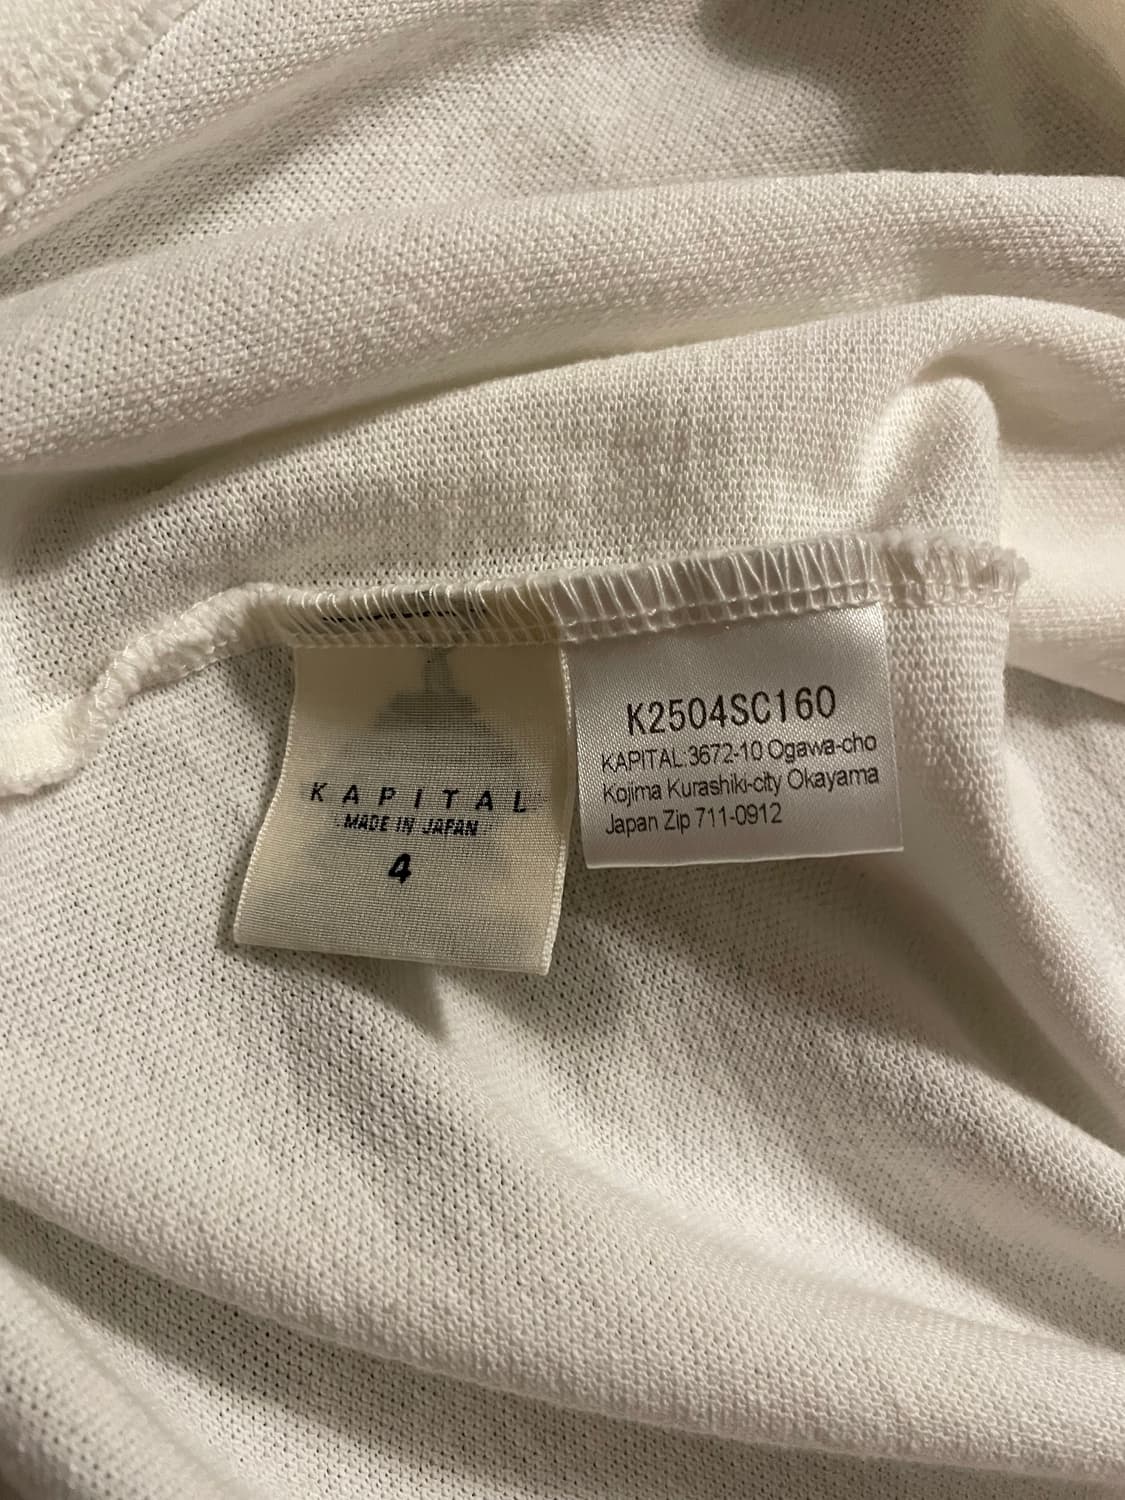 KAPITAL
MADE IN JAPAN
4
K2504SC160
KAPITAL.3672-10 Ogawa-cho
Kojima Kurashiki-city Okayama
Japan Zip 711-0912